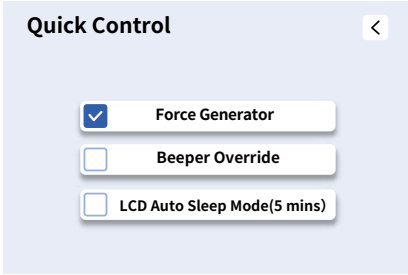 Quick Control
Force Generator
Beeper Override
LCD Auto Sleep Mode(5 mins)